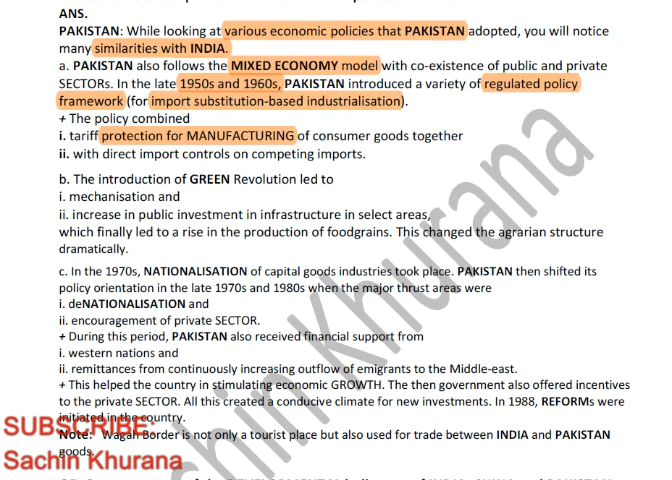 ANS.
PAKISTAN: While looking at various economic policies that PAKISTAN adopted, you will notice
many similarities with INDIA.
a. PAKISTAN also follows the MIXED ECONOMY model with co-existence of public and private
SECTORs. In the late 1950s and 1960s, PAKISTAN introduced a variety of regulated policy
framework (for import substitution-based industrialisation).
+ The policy combined
i. tariff protection for MANUFACTURING of consumer goods together
ii. with direct import controls on competing imports.
b. The introduction of GREEN Revolution led to
i. mechanisation and
ii. increase in public investment in infrastructure in select areas,
which finally led to a rise in the production of foodgrains. This changed the agrarian structure
dramatically.
c. In the 1970s, NATIONALISATION of capital goods industries took place. PAKISTAN then shifted its
policy orientation in the late 1970s and 1980s when the major thrust areas were
i. deNATIONALISATION and
ii. encouragement of private SECTOR.
+ During this period, PAKISTAN also received financial support from
i. western nations and
ii. remittances from continuously increasing outflow of emigrants to the Middle-east.
+ This helped the country in stimulating economic GROWTH. The then government also offered incentives
to the private SECTOR. All this created a conducive climate for new investments. In 1988, REFORMs were
initiated in the country.
Note: Wagah Border is not only a tourist place but also used for trade between INDIA and PAKISTAN
goods.
SUBSCRIBE:
Sachin Khurana
chin Khurana